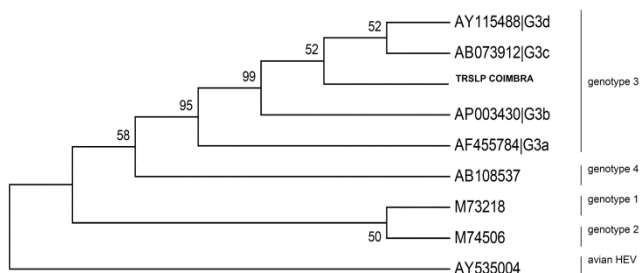 52 AY115488|G3d
52 AB073912|G3c
TRSLP COIMBRA
genotype 3
99 AP003430|G3b
95 AF455784|G3a
58 AB108537
genotype 4
M73218
genotype 1
50 M74506
genotype 2
AY535004
avian HEV